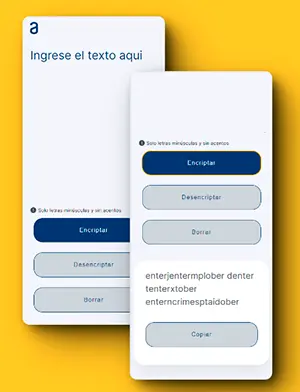 a
Ingrese el texto aqui
Solo letras minúsculas y sin acentos
Encriptar
Desencriptar
Borrar
Solo letras minúsculas y sin acentos
Encriptar
Desencriptar
Borrar
enterjentermplober denter
tenterxtober
enterncrimesptaidober
Copiar